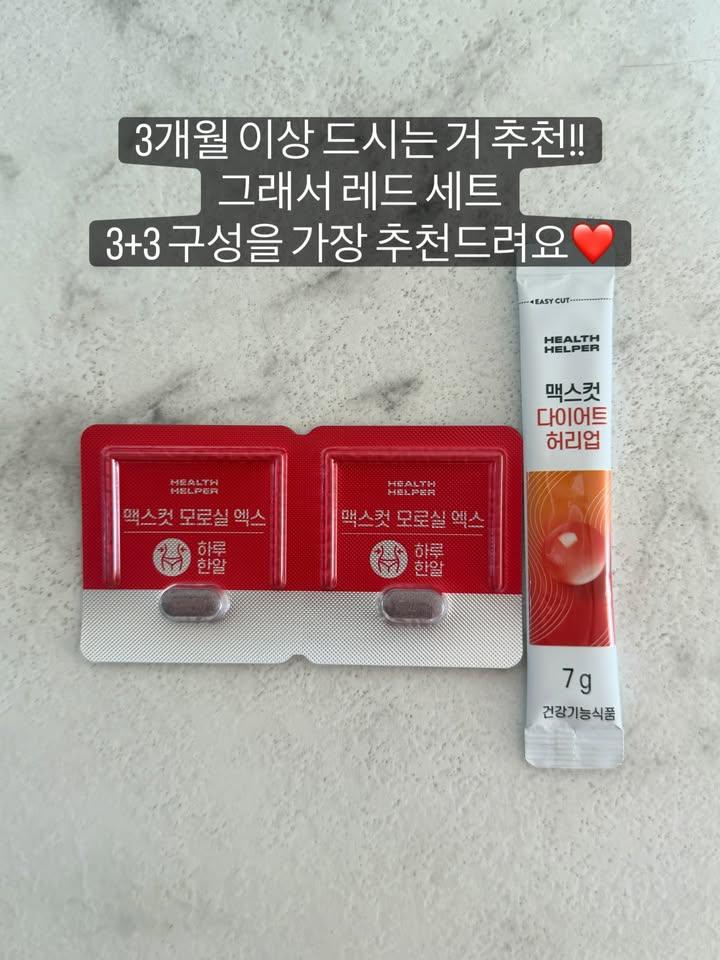 3개월 이상 드시는 거 추천!!
그래서 레드 세트
3+3 구성을 가장 추천드려요❤️
EASY CUT
HEALTH
HELPER
맥스컷
다이어트
허리업
7g
건강기능식품
HEALTH
HELPER
맥스컷 모로실 엑스
하루
한알
HEALTH
HELPER
맥스컷 모로실 엑스
하루
한알